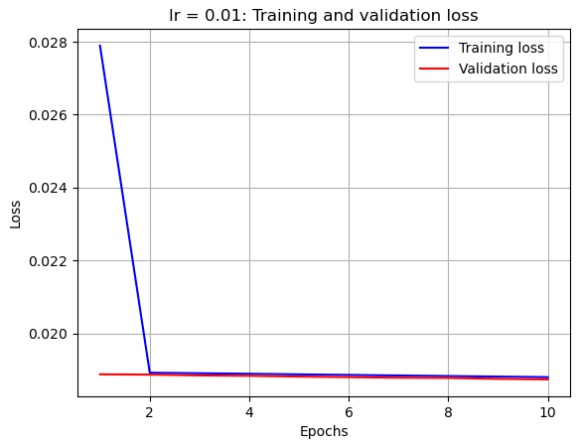 lr = 0.01: Training and validation loss
Training loss
Validation loss
Loss
0.028
0.026
0.024
0.022
0.020
2 4 6 8 10
Epochs